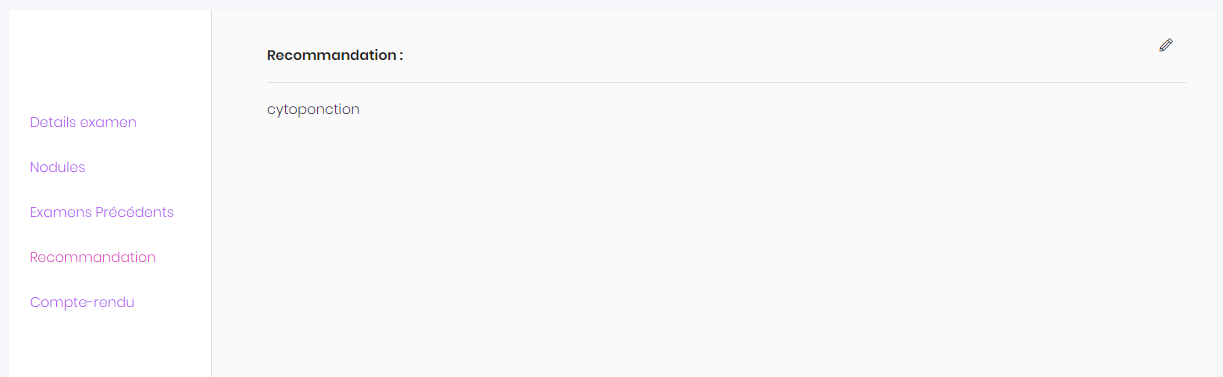 Details examen
Nodules
Examens Précédents
Recommandation
Compte-rendu
Recommandation :
cytoponction